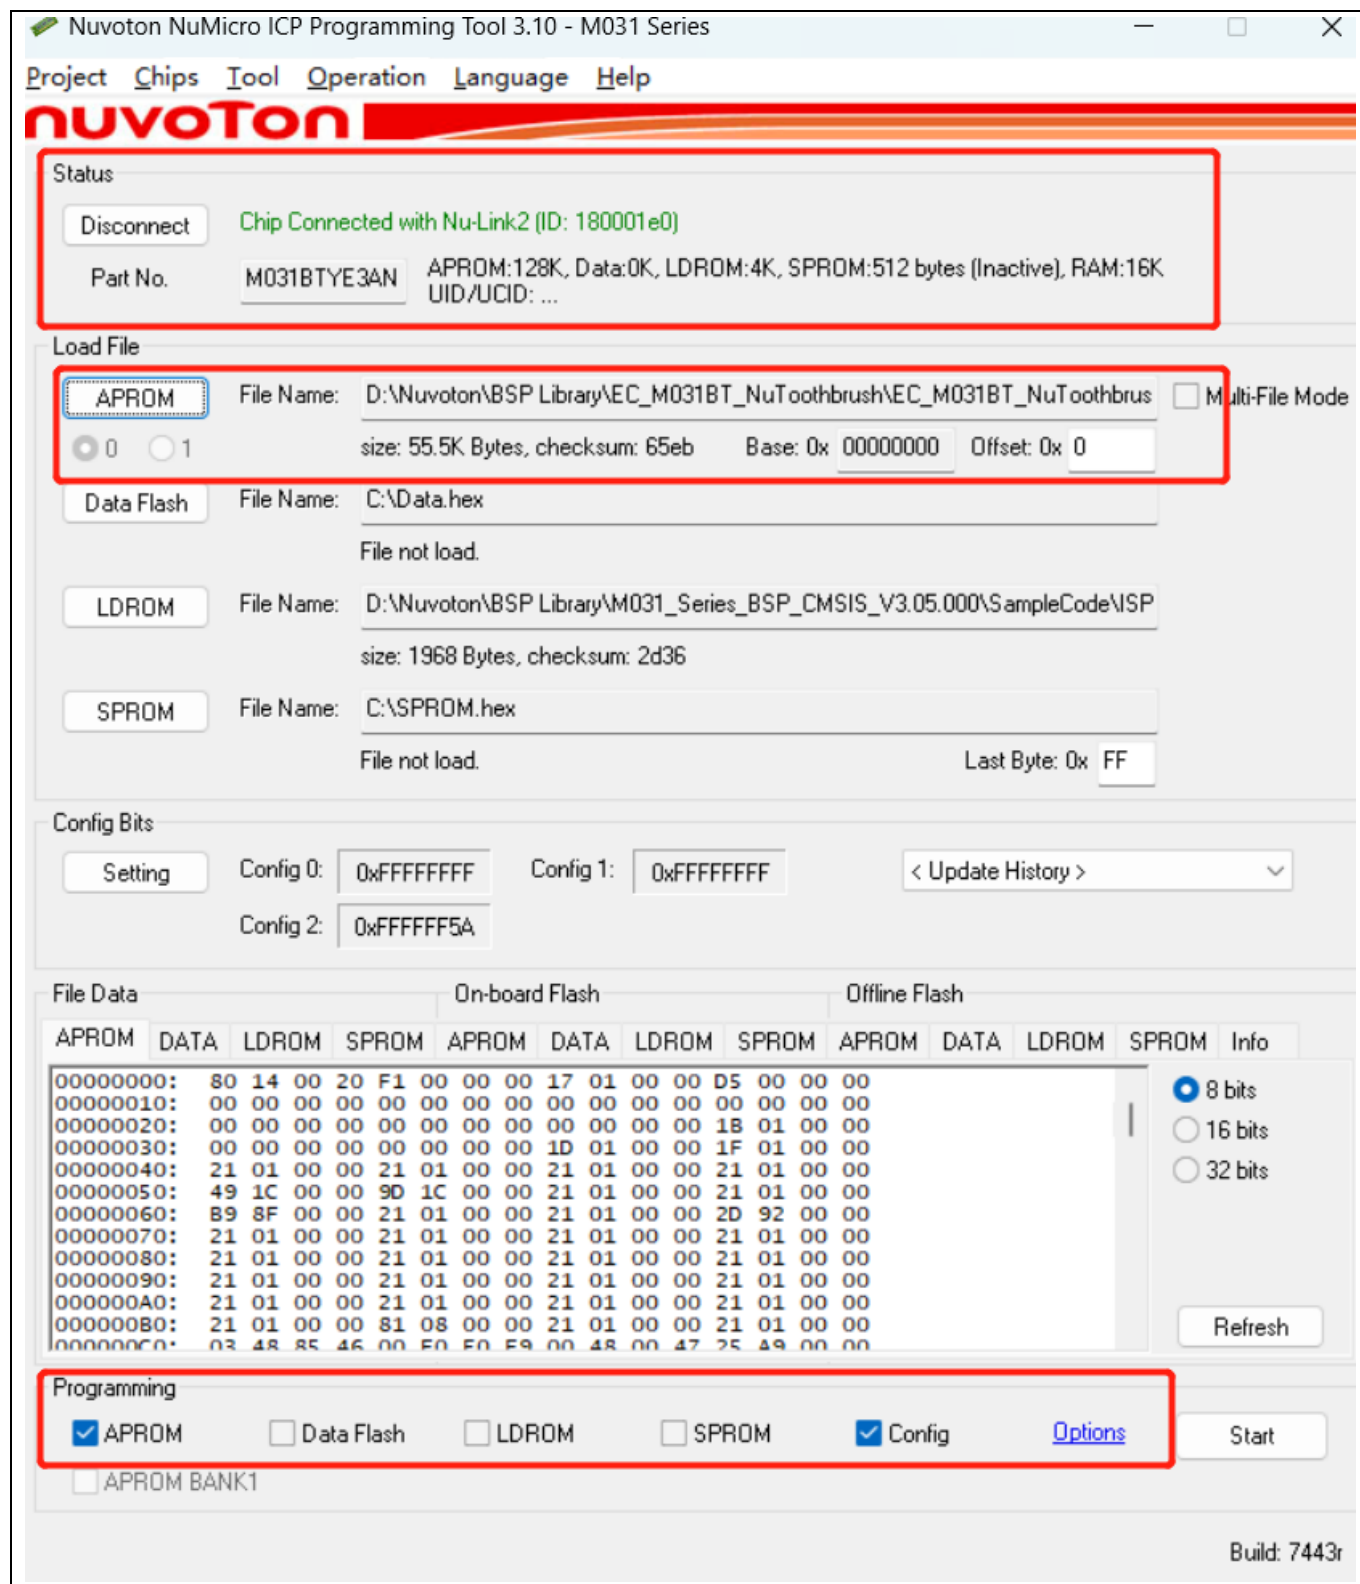 Nuvoton NuMicro ICP Programming Tool 3.10 - M031 Series
Project Chips Tool Operation Language Help
nuvoTon
Status
Disconnect Chip Connected with Nu-Link2 (ID: 180001e0)
Part No. M031BTYE3AN APROM:128K, Data:0K, LDROM:4K, SPROM:512 bytes (Inactive), RAM:16K
UID/UCID: ...
Load File
APROM File Name: D:\Nuvoton\BSP Library\EC_M031BT_NuToothbrush\EC_M031BT_NuToothbrus Multi-File Mode
0 1 size: 55.5K Bytes, checksum: 65eb Base: 0x 00000000 Offset: 0x 0
Data Flash File Name: C:\Data.hex
File not load.
LDROM File Name: D:\Nuvoton\BSP Library\M031_Series_BSP_CMSIS_V3.05.000\SampleCode\ISP
size: 1968 Bytes, checksum: 2d36
SPROM File Name: C:\SPROM.hex
File not load. Last Byte: 0x FF
Config Bits
Setting Config 0: 0xFFFFFFFF Config 1: 0xFFFFFFFF < Update History >
Config 2: 0xFFFFFF5A
File Data On-board Flash Offline Flash
APROM DATA LDROM SPROM APROM DATA LDROM SPROM APROM DATA LDROM SPROM Info
00000000: 80 14 00 20 F1 00 00 00 17 01 00 00 D5 00 00 00
00000010: 00 00 00 00 00 00 00 00 00 00 00 00 00 00 00 00
00000020: 00 00 00 00 00 00 00 00 00 00 00 00 1B 01 00 00
00000030: 00 00 00 00 00 00 00 00 1D 01 00 00 1F 01 00 00
00000040: 21 01 00 00 21 01 00 00 21 01 00 00 21 01 00 00
00000050: 49 1C 00 00 9D 1C 00 00 21 01 00 00 21 01 00 00
00000060: B9 8F 00 00 21 01 00 00 21 01 00 00 2D 92 00 00
00000070: 21 01 00 00 21 01 00 00 21 01 00 00 21 01 00 00
00000080: 21 01 00 00 21 01 00 00 21 01 00 00 21 01 00 00
00000090: 21 01 00 00 21 01 00 00 21 01 00 00 21 01 00 00
000000A0: 21 01 00 00 21 01 00 00 21 01 00 00 21 01 00 00
000000B0: 21 01 00 00 81 08 00 00 21 01 00 00 21 01 00 00
000000C0: 03 48 85 46 00 F0 F0 F9 00 48 00 47 25 A9 00 00
8 bits
16 bits
32 bits
Refresh
Programming
APROM Data Flash LDROM SPROM Config Options Start
APROM BANK1
Build: 7443r